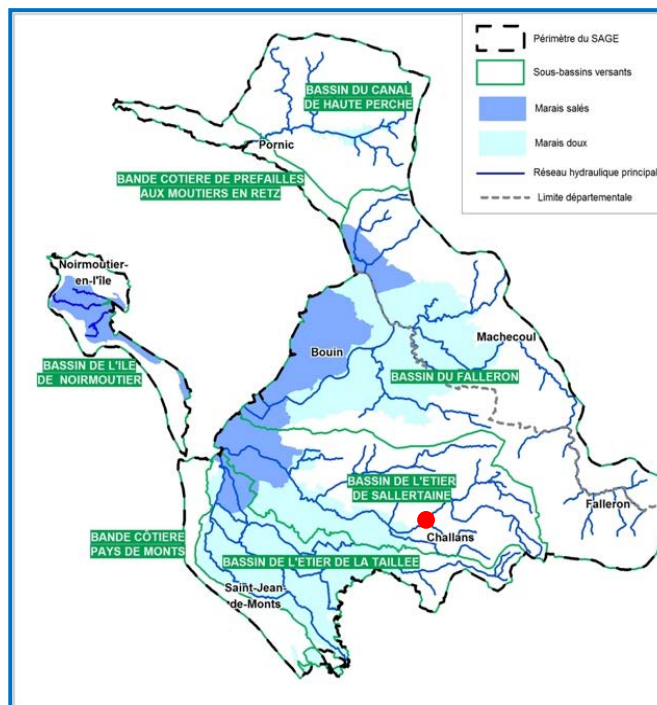 Périmètre du SAGE
Sous-bassins versants
Marais salés
Marais doux
Réseau hydraulique principal
Limite départementale
BASSIN DU CANAL
DE HAUTE PERCHE
Pornic
BANDE COTIERE DE PREFAILLES
AUX MOUTIERS EN RETZ
Noirmoutier-
en-l'île
Machecoul
Bouin
BASSIN DE L'ILE
DE NOIRMOUTIER
BASSIN DU FALLERON
BASSIN DE L'ETIER
DE SALLERTAINE
Falleron
Challans
BANDE CÔTIERE
PAYS DE MONTS
BASSIN DE L'ETIER DE LA TAILLEE
Saint-Jean-
de-Monts